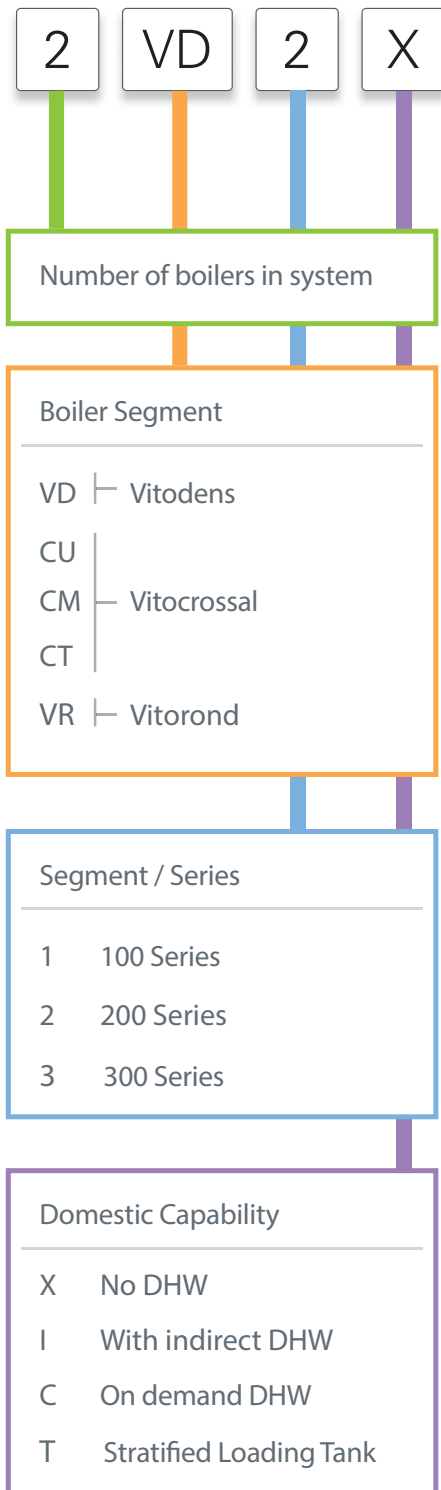 2 VD 2 X
Number of boilers in system
Boiler Segment
VD Vitodens
CU
CM Vitocrossal
CT
VR Vitorond
Segment / Series
1 100 Series
2 200 Series
3 300 Series
Domestic Capability
X No DHW
I With indirect DHW
C On demand DHW
T Stratified Loading Tank